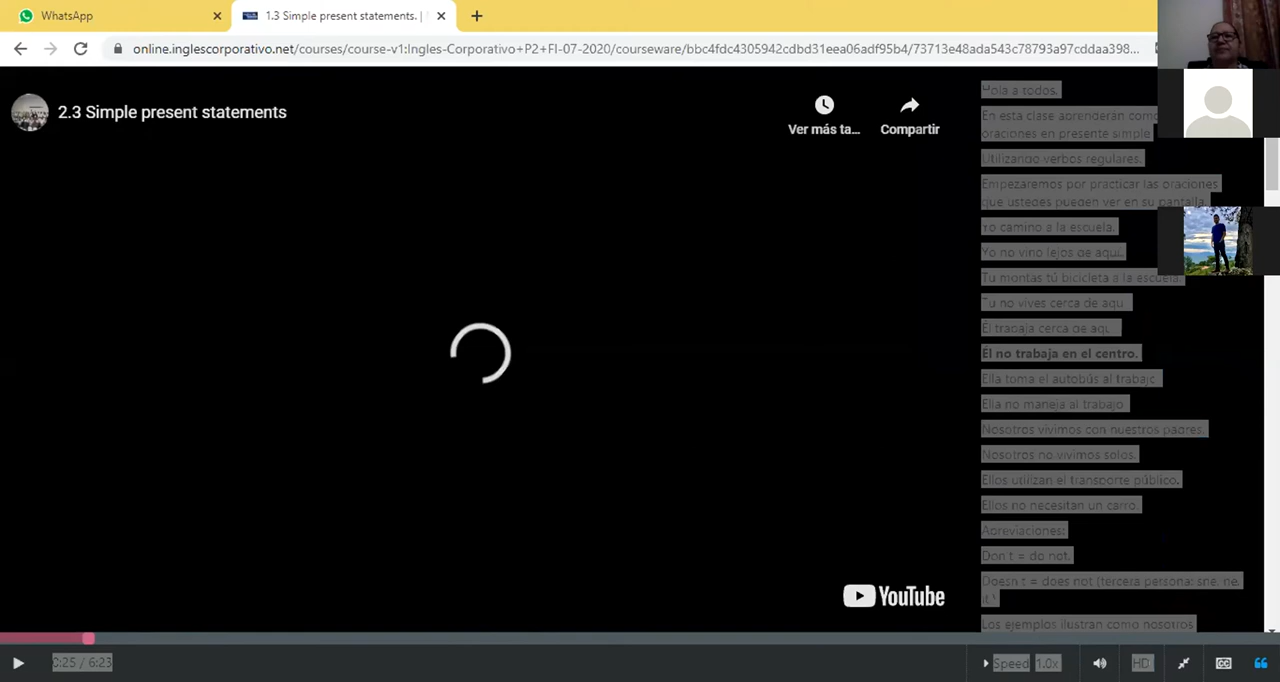 WhatsApp
1.3 Simple present statements. |
online.inglescorporativo.net/courses/course-v1:Ingles-Corporativo+P2+FI-07-2020/courseware/bbc4fdc4305942cdbd31eea06adf95b4/73713e48ada543c78793a97cddaa398...
2.3 Simple present statements
Ver más ta...
Compartir
Hola a todos.
En esta clase aprenderán como
oraciones en presente simple
Utilizando verbos regulares.
Empezaremos por practicar las oraciones
que ustedes pueden ver en su pantalla.
Yo camino a la escuela.
Yo no vivo lejos de aquí.
Tu montas tú bicicleta a la escuela.
Tu no vives cerca de aquí
Él trabaja cerca de aquí
Él no trabaja en el centro.
Ella toma el autobús al trabajo
Ella no maneja al trabajo
Nosotros vivimos con nuestros padres.
Nosotros no vivimos solos.
Ellos utilizan el transporte público.
Ellos no necesitan un carro.
Abreviaciones:
Don't = do not.
Doesn't = does not (tercera persona: she, he,
it.)
Los ejemplos ilustran como nosotros
YouTube
0:25 / 6:23
Speed 1.0x
HD
CC